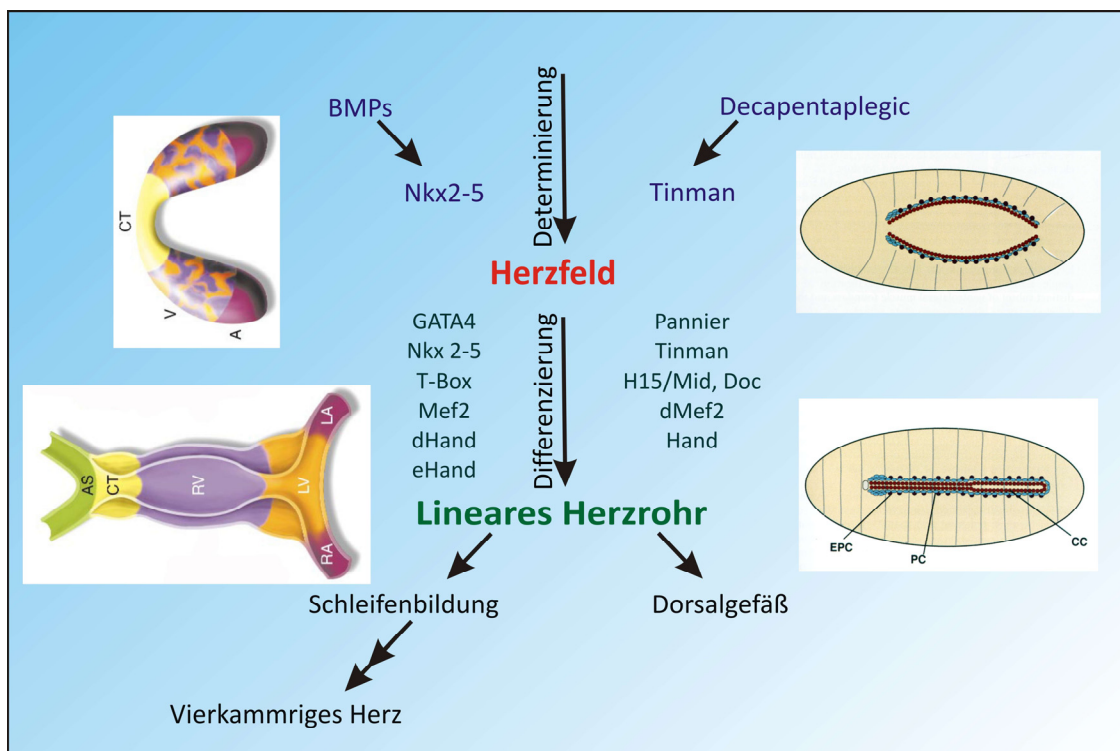 BMPs
Decapentaplegic
Determinierung
Nkx2-5
Tinman
CT
V
A
Herzfeld
GATA4
Nkx 2-5
T-Box
Mef2
dHand
eHand
Differenzierung
Pannier
Tinman
H15/Mid, Doc
dMef2
Hand
AS
CT
RV
LV
LA
RA
EPC
PC
CC
Lineares Herzrohr
Schleifenbildung
Dorsalgefäß
Vierkammriges Herz